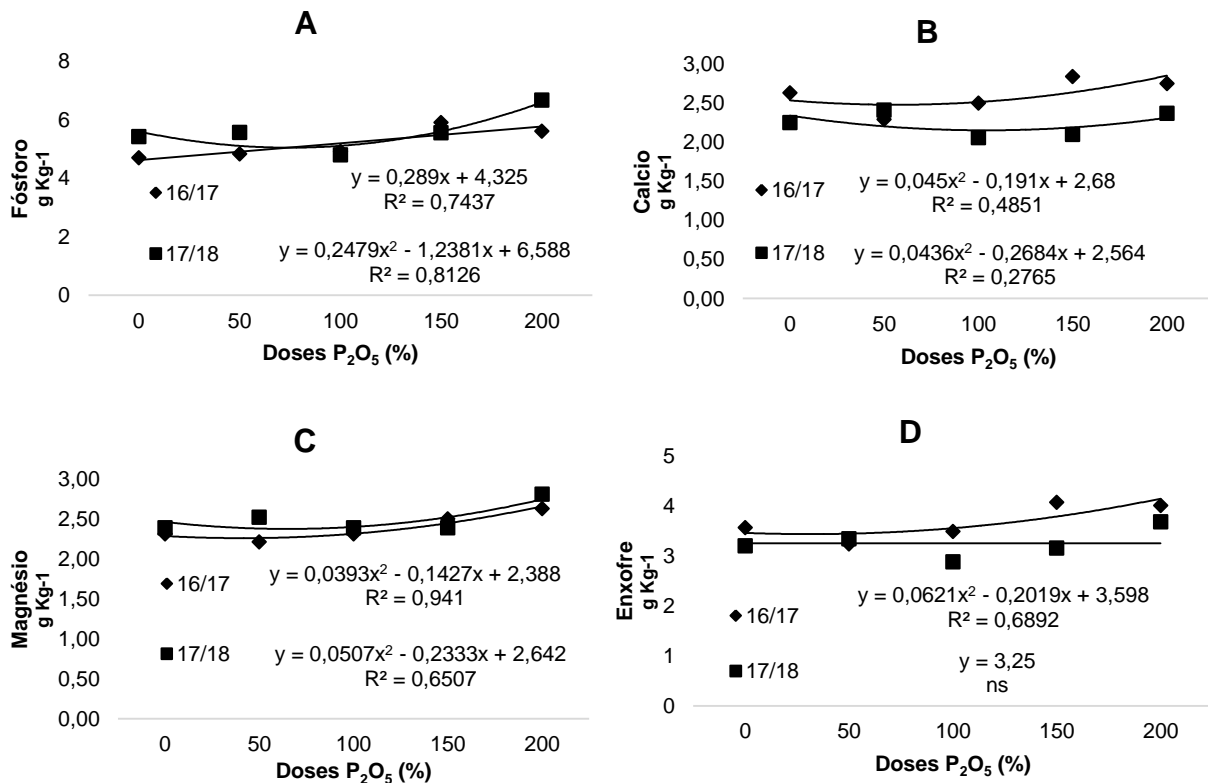 A
Fósforo
g Kg-1
8
6
4
2
0
16/17
y = 0,289x + 4,325
R² = 0,7437
17/18
y = 0,2479x² - 1,2381x + 6,588
R² = 0,8126
0 50 100 150 200
Doses P₂O₅ (%)
B
Calcio
g Kg-1
3,00
2,50
2,00
1,50
1,00
0,50
0,00
16/17
y = 0,045x² - 0,191x + 2,68
R² = 0,4851
17/18
y = 0,0436x² - 0,2684x + 2,564
R² = 0,2765
0 50 100 150 200
Doses P₂O₅ (%)
C
Magnésio
g Kg-1
3,00
2,50
2,00
1,50
1,00
0,50
0,00
16/17
y = 0,0393x² - 0,1427x + 2,388
R² = 0,941
17/18
y = 0,0507x² - 0,2333x + 2,642
R² = 0,6507
0 50 100 150 200
Doses P₂O₅ (%)
D
Enxofre
g Kg-1
5
4
3
2
1
0
16/17
y = 0,0621x² - 0,2019x + 3,598
R² = 0,6892
17/18
y = 3,25
ns
0 50 100 150 200
Doses P₂O₅ (%)